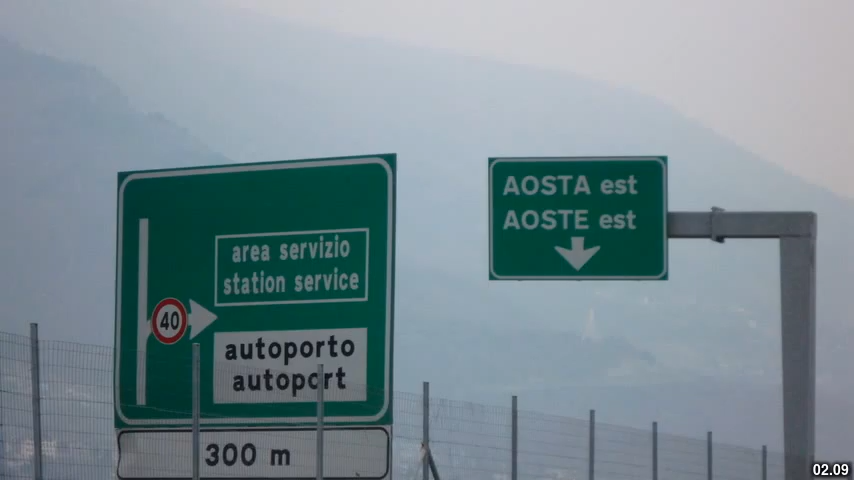 area servizio
station service
40
autoporto
autoport
300 m
AOSTA est
AOSTE est
02.09